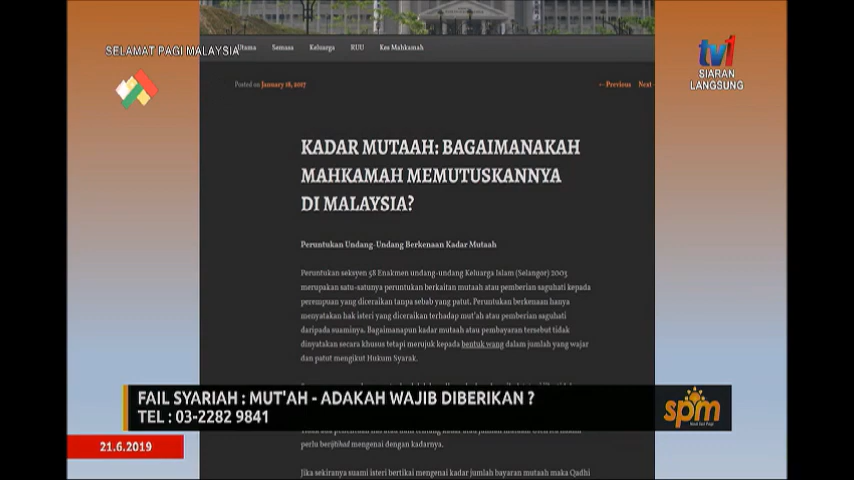 SELAMAT PAGI MALAYSIA
Utama Semasa Keluarga KUU Kes Mahkamah
tv1
SIARAN
LANGSUNG
Posted on January 18, 2017
← Previous Next
KADAR MUTAAH: BAGAIMANAKAH
MAHKAMAH MEMUTUSKANNYA
DI MALAYSIA?
Peruntukan Undang-Undang Berkenaan Kadar Mutaah
Peruntukan seksyen 58 Enakmen undang-undang Keluarga Islam (Selangor) 2003
merupakan satu-satunya peruntukan berkaitan mutaah atau pemberian saguhati kepada
perempuan yang diceraikan tanpa sebab yang patut. Peruntukan berkenaan hanya
menyatakan hak isteri yang diceraikan terhadap mut'ah atau pemberian saguhati
daripada suaminya. Bagaimanapun kadar mutaah atau pembayaran tersebut tidak
dinyatakan secara khusus tetapi merujuk kepada bentuk wang dalam jumlah yang wajar
dan patut mengikut Hukum Syarak.
FAIL SYARIAH : MUT'AH - ADAKAH WAJIB DIBERIKAN ?
TEL : 03-2282 9841
spm
21.6.2019
perlu berijtihad mengenai dengan kadarnya.
Jika sekiranya suami isteri bertikai mengenai kadar jumlah bayaran mutaah maka Qadhi